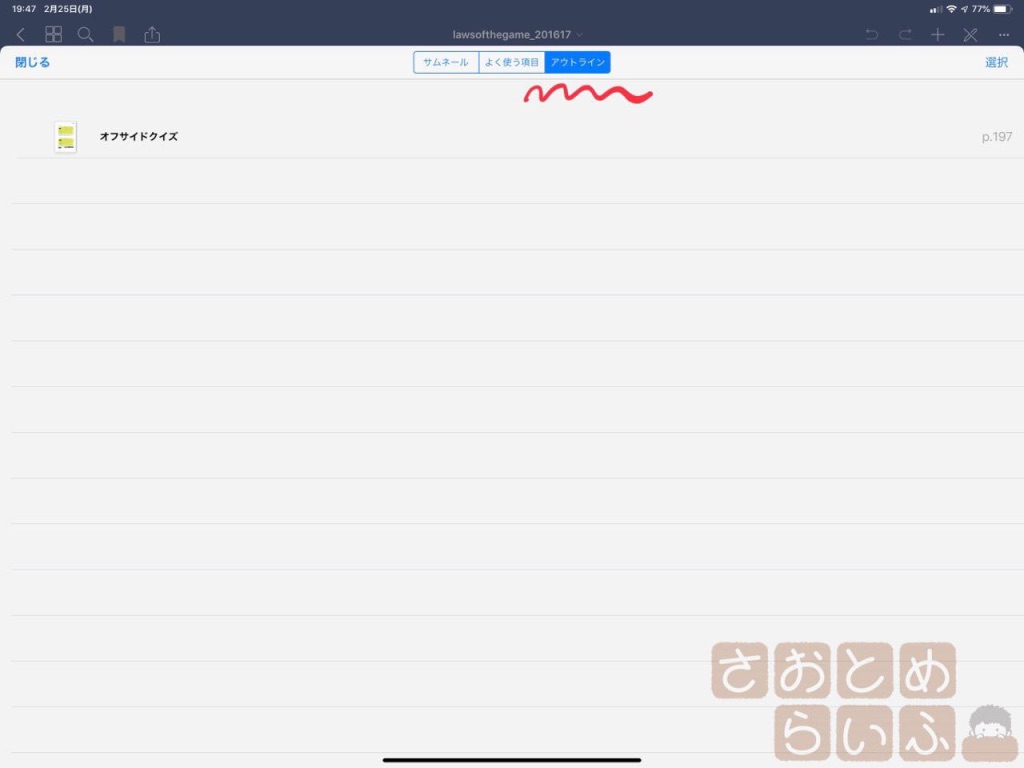 19:47 2月25日(月) 77%
lawsofthegame_201617
閉じる サムネール よく使う項目 アウトライン 選択
オフサイドクイズ p.197
さおとめ
らいふ